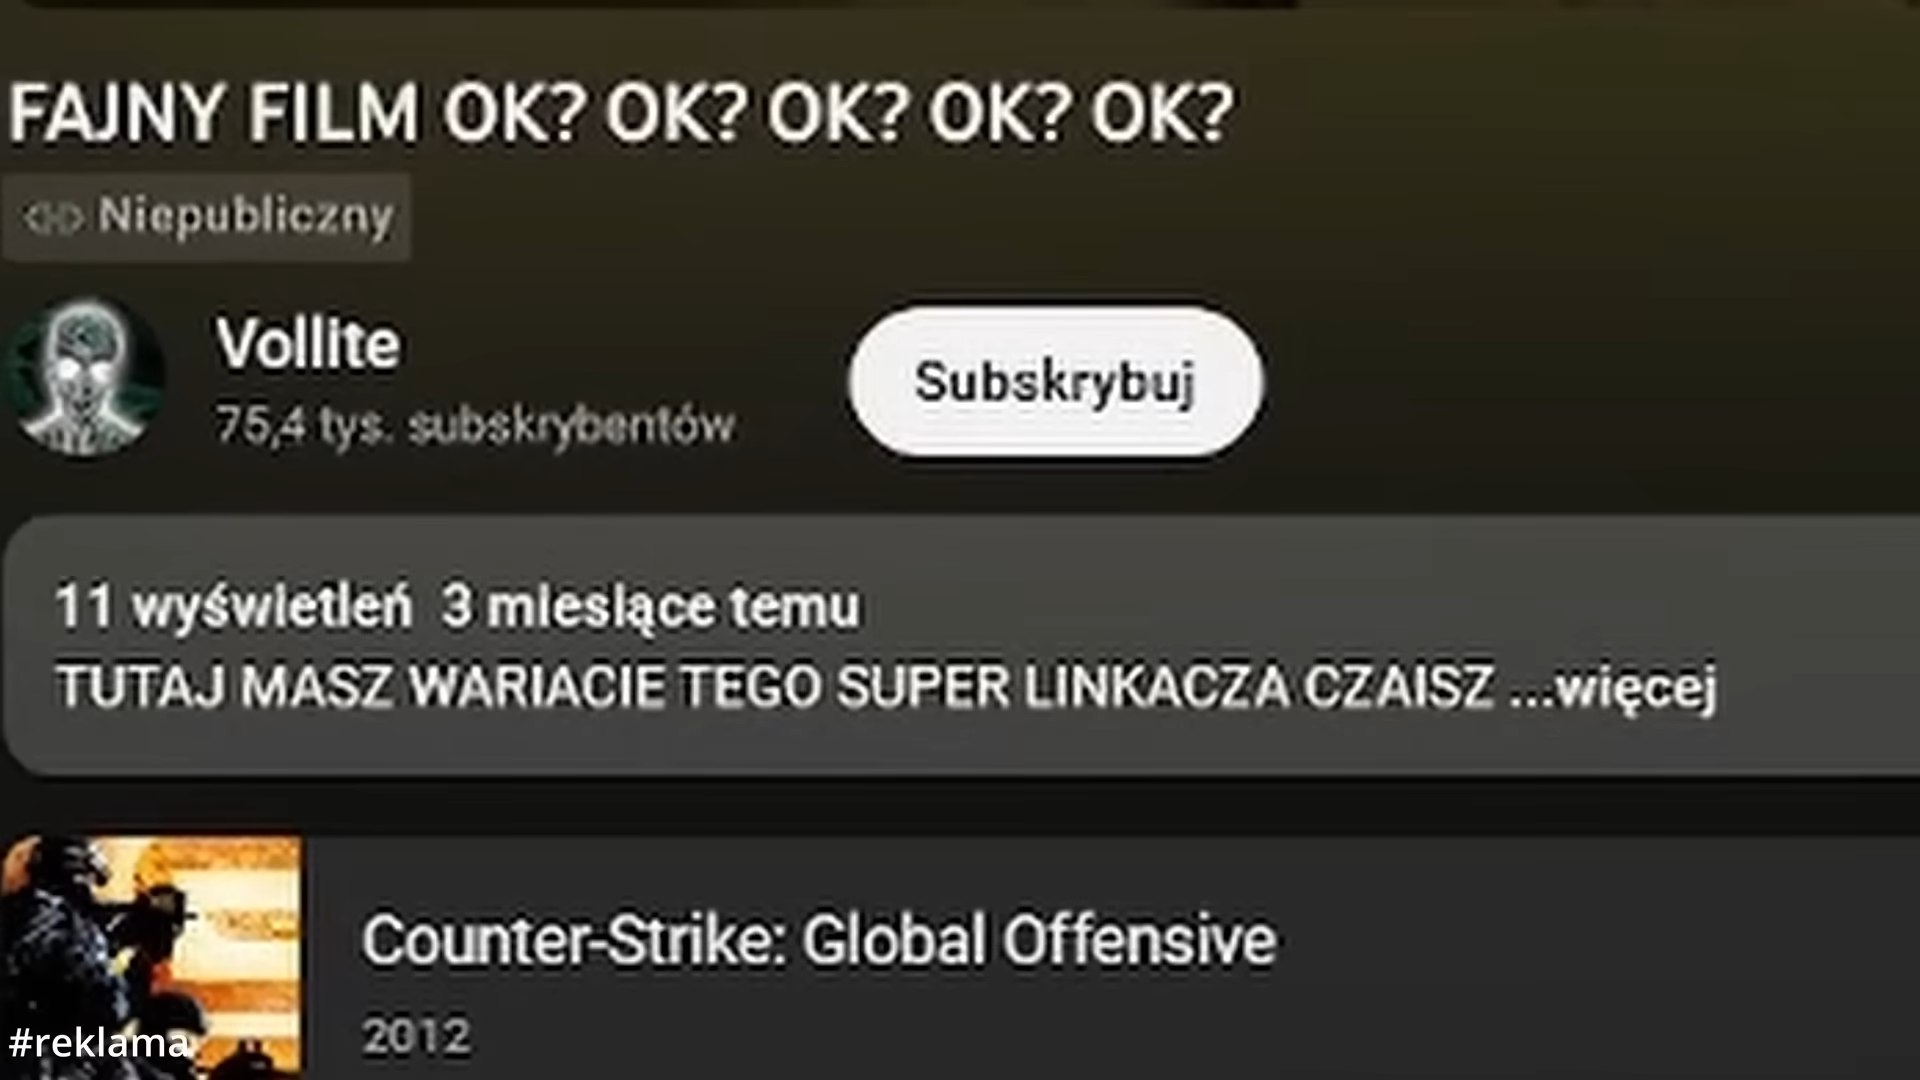 FAJNY FILM OK? OK? OK? OK? OK?
Niepubliczny
Vollite
75,4 tys. subskrybentów
Subskrybuj
11 wyświetleń 3 miesiące temu
TUTAJ MASZ WARIACIE TEGO SUPER LINKACZA CZAISZ ...więcej
Counter-Strike: Global Offensive
2012
#reklama